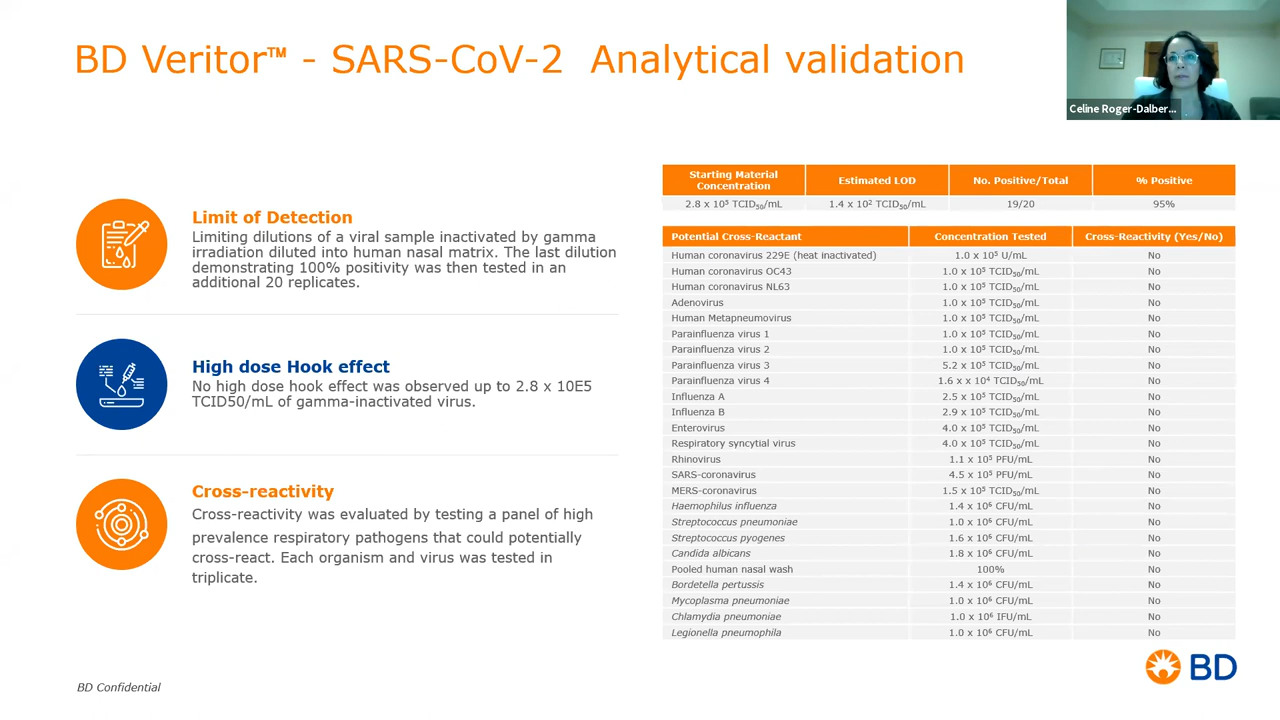 BD Veritor™ - SARS-CoV-2 Analytical validation
Celine Roger-Dalber...
Limit of Detection
Limiting dilutions of a viral sample inactivated by gamma
irradiation diluted into human nasal matrix. The last dilution
demonstrating 100% positivity was then tested in an
additional 20 replicates.
High dose Hook effect
No high dose hook effect was observed up to 2.8 x 10E5
TCID50/mL of gamma-inactivated virus.
Cross-reactivity
Cross-reactivity was evaluated by testing a panel of high
prevalence respiratory pathogens that could potentially
cross-react. Each organism and virus was tested in
triplicate.
Starting Material Concentration Estimated LOD No. Positive/Total % Positive
2.8 x 10⁵ TCID₅₀/mL 1.4 x 10² TCID₅₀/mL 19/20 95%
Potential Cross-Reactant Concentration Tested Cross-Reactivity (Yes/No)
Human coronavirus 229E (heat inactivated) 1.0 x 10⁵ U/mL No
Human coronavirus OC43 1.0 x 10⁵ TCID₅₀/mL No
Human coronavirus NL63 1.0 x 10⁵ TCID₅₀/mL No
Adenovirus 1.0 x 10⁵ TCID₅₀/mL No
Human Metapneumovirus 1.0 x 10⁵ TCID₅₀/mL No
Parainfluenza virus 1 1.0 x 10⁵ TCID₅₀/mL No
Parainfluenza virus 2 1.0 x 10⁵ TCID₅₀/mL No
Parainfluenza virus 3 5.2 x 10⁵ TCID₅₀/mL No
Parainfluenza virus 4 1.6 x x 10⁴ TCID₅₀/mL No
Influenza A 2.5 x 10⁵ TCID₅₀/mL No
Influenza B 2.9 x 10⁵ TCID₅₀/mL No
Enterovirus 4.0 x 10⁵ TCID₅₀/mL No
Respiratory syncytial virus 4.0 x 10⁵ TCID₅₀/mL No
Rhinovirus 1.1 x 10⁵ PFU/mL No
SARS-coronavirus 4.5 x 10⁵ PFU/mL No
MERS-coronavirus 1.5 x 10⁵ TCID₅₀/mL No
Haemophilus influenza 1.4 x 10⁶ CFU/mL No
Streptococcus pneumoniae 1.0 x 10⁶ CFU/mL No
Streptococcus pyogenes 1.6 x 10⁶ CFU/mL No
Candida albicans 1.8 x 10⁶ CFU/mL No
Pooled human nasal wash 100% No
Bordetella pertussis 1.4 x 10⁶ CFU/mL No
Mycoplasma pneumoniae 1.0 x 10⁶ CFU/mL No
Chlamydia pneumoniae 1.0 x 10⁶ IFU/mL No
Legionella pneumophila 1.0 x 10⁶ CFU/mL No
BD Confidential
BD